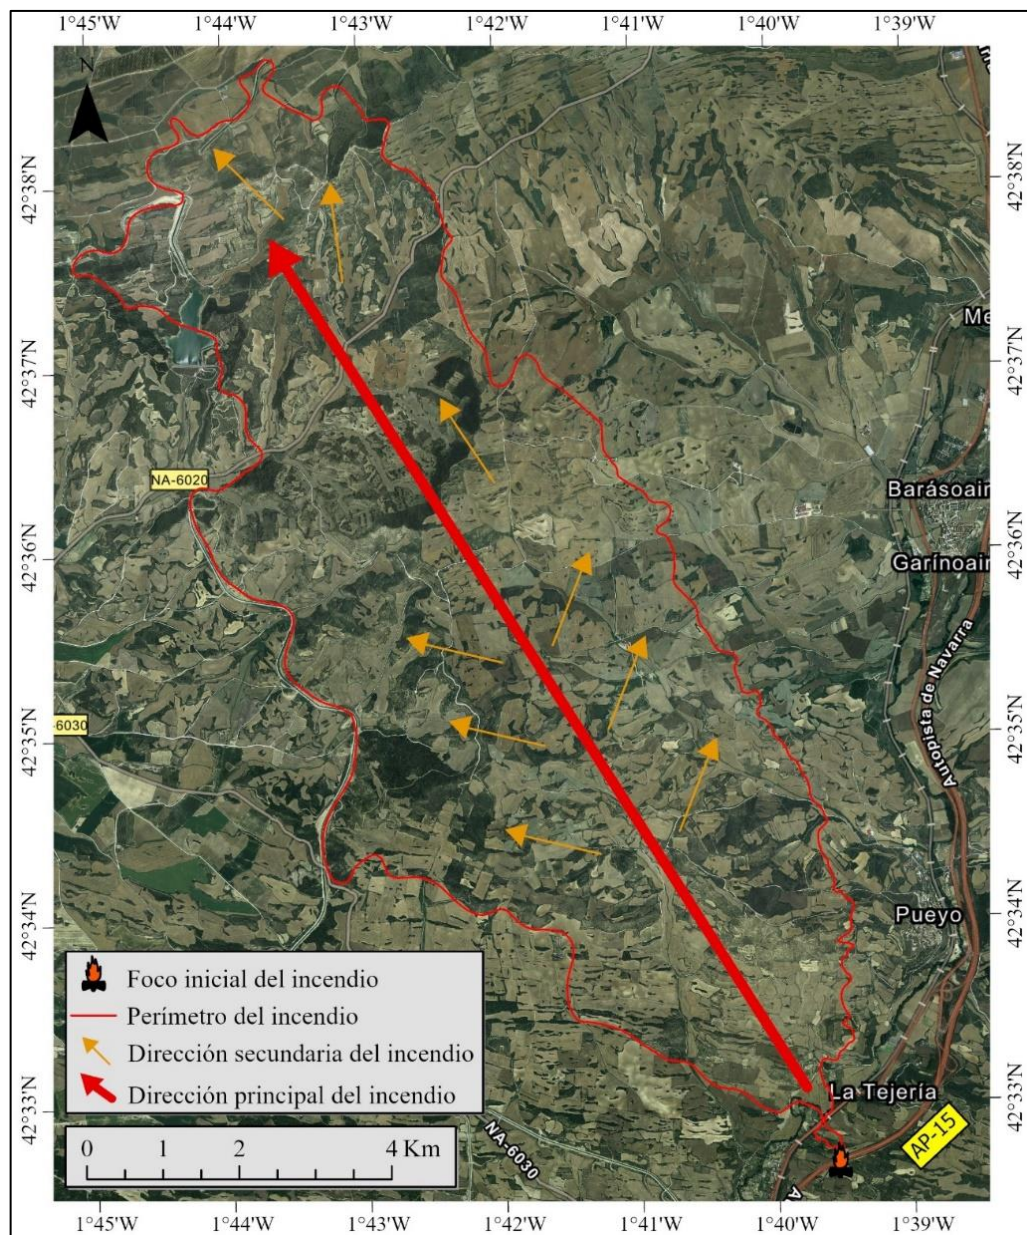 1°45'W 1°44'W 1°43'W 1°42'W 1°41'W 1°40'W 1°39'W
N
42°38'N 42°38'N
Me
42°37'N 42°37'N
NA-6020
Barásoain
42°36'N 42°36'N
Garínoain
Autopista de Navarra
-6030
42°35'N 42°35'N
Pueyo
42°34'N 42°34'N
Foco inicial del incendio
Perímetro del incendio
Dirección secundaria del incendio
Dirección principal del incendio
La Tejería
42°33'N 42°33'N
0 1 2 4 Km
NA-6030
AP-15
A
1°45'W 1°44'W 1°43'W 1°42'W 1°41'W 1°40'W 1°39'W